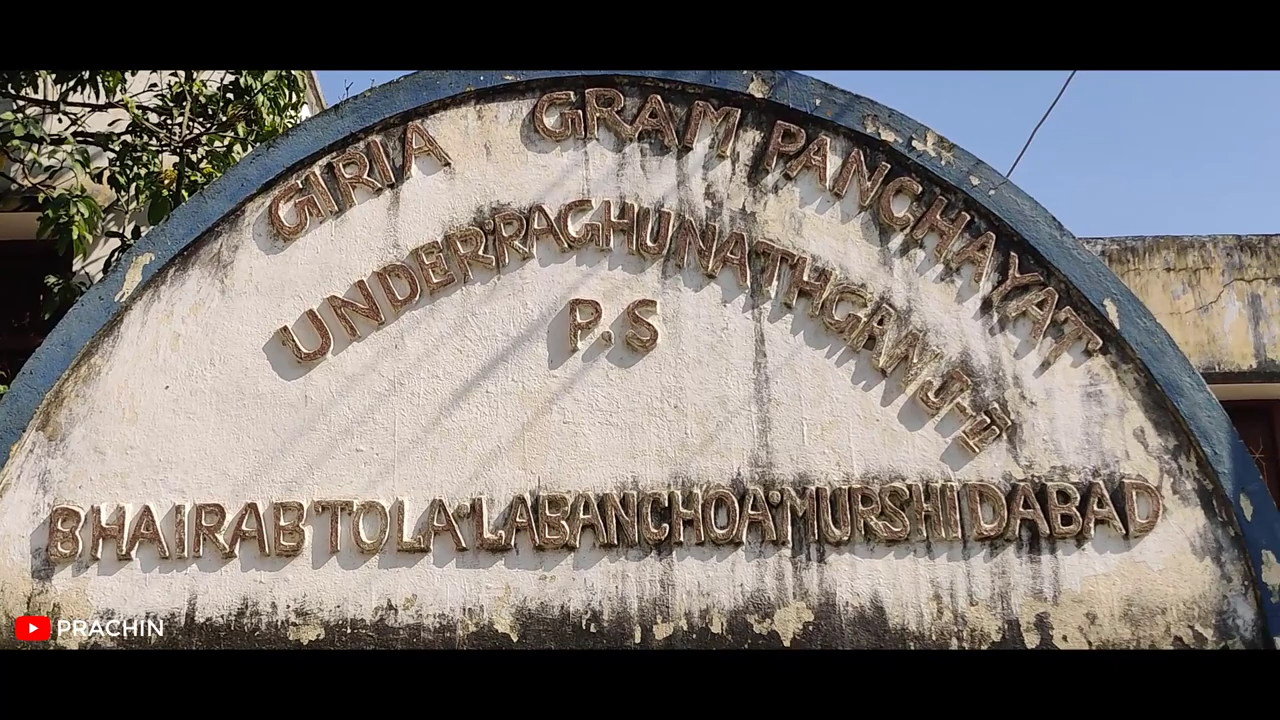 GIRIA GRAM PANCHAYAT
UNDER RAGHUNATHGANJ-II
P.S
BHAIRABTOLA LABANCHOA MURSHIDABAD
PRACHIN